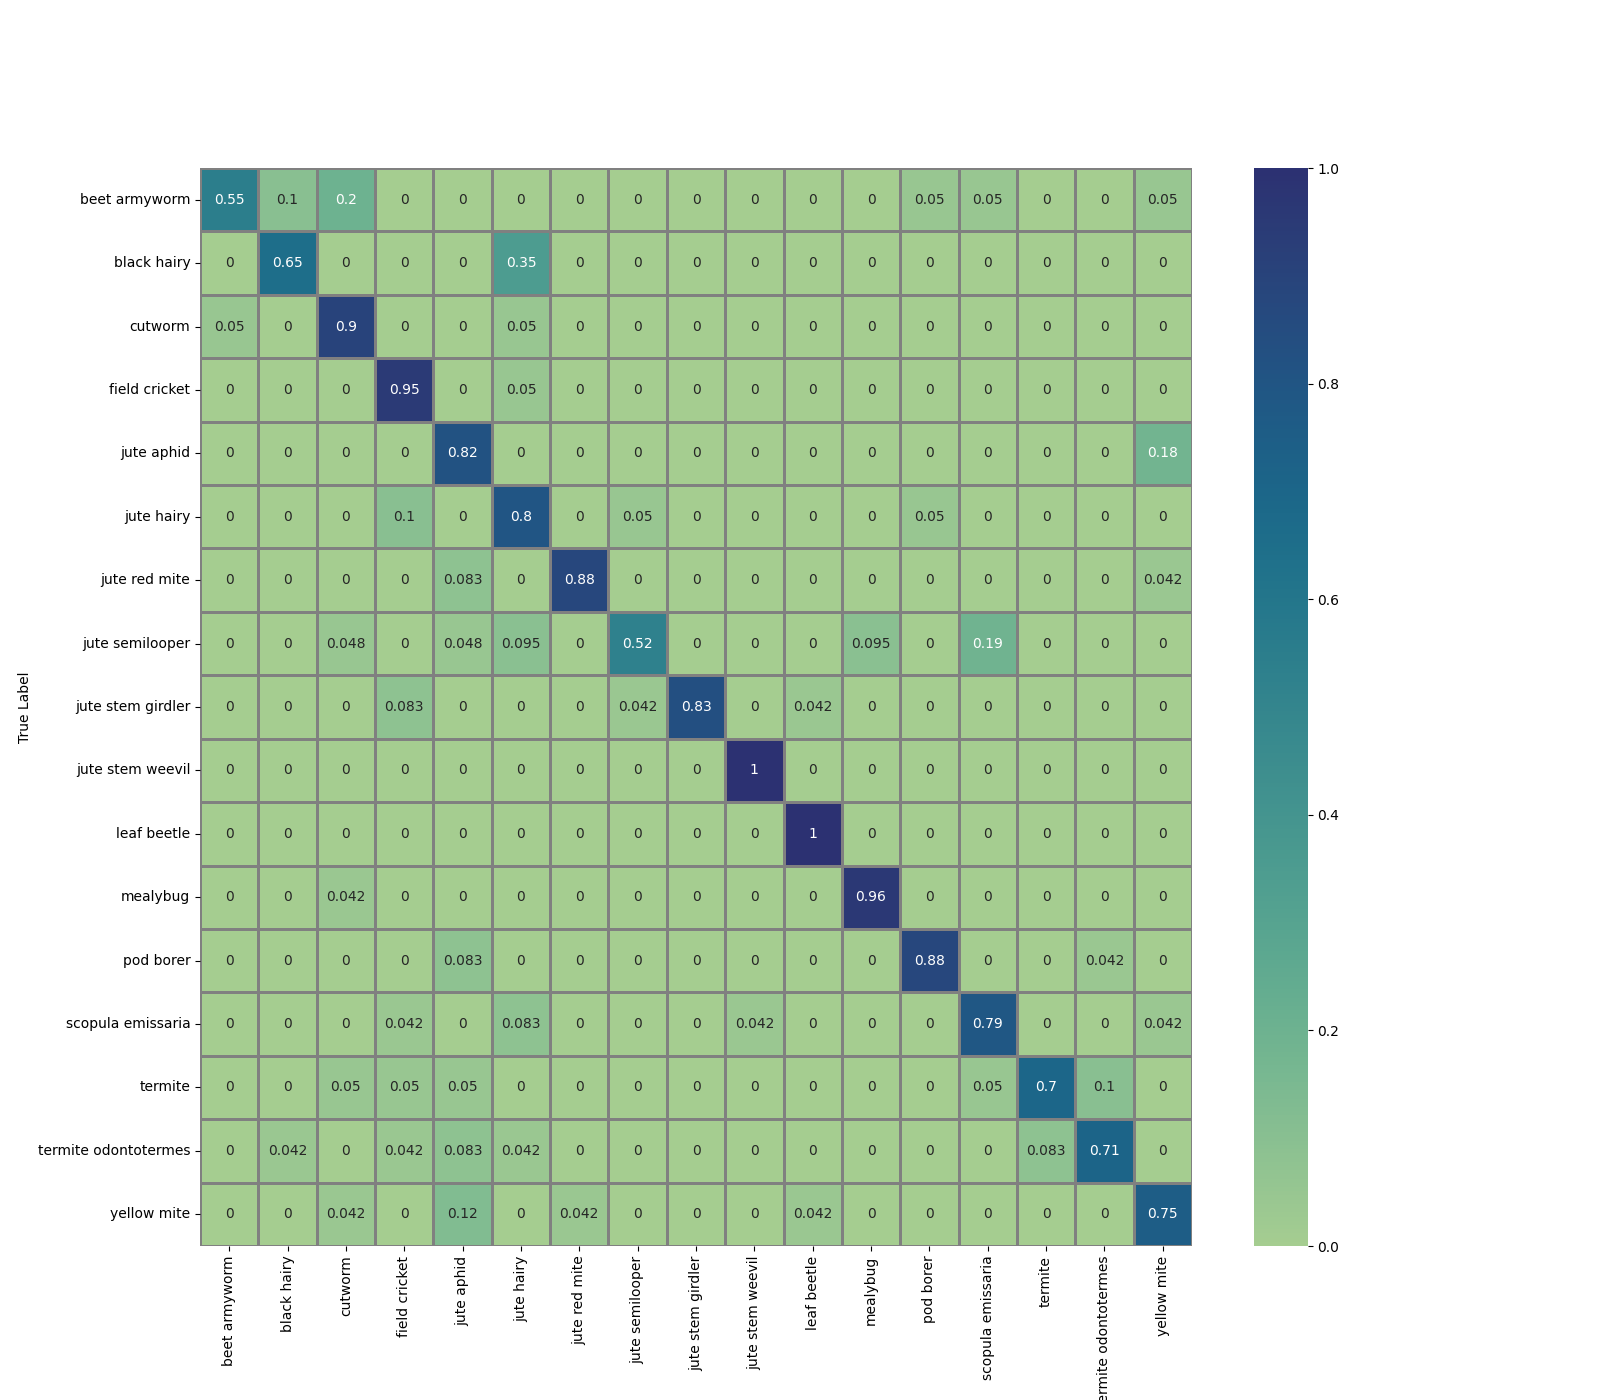 beet armyworm 0.55 0.1 0.2 0 0 0 0 0 0 0 0 0 0.05 0.05 0 0 0.05
black hairy 0 0.65 0 0 0 0.35 0 0 0 0 0 0 0 0 0 0 0
cutworm 0.05 0 0.9 0 0 0.05 0 0 0 0 0 0 0 0 0 0 0
field cricket 0 0 0 0.95 0 0.05 0 0 0 0 0 0 0 0 0 0 0
jute aphid 0 0 0 0 0.82 0 0 0 0 0 0 0 0 0 0 0 0.18
jute hairy 0 0 0 0.1 0 0.8 0 0.05 0 0 0 0 0.05 0 0 0 0
jute red mite 0 0 0 0 0.083 0 0.88 0 0 0 0 0 0 0 0 0 0.042
jute semilooper 0 0 0.048 0 0.048 0.095 0 0.52 0 0 0 0.095 0 0.19 0 0 0
jute stem girdler 0 0 0 0.083 0 0 0 0.042 0.83 0 0.042 0 0 0 0 0 0
jute stem weevil 0 0 0 0 0 0 0 0 0 1 0 0 0 0 0 0 0
leaf beetle 0 0 0 0 0 0 0 0 0 0 1 0 0 0 0 0 0
mealybug 0 0 0.042 0 0 0 0 0 0 0 0 0.96 0 0 0 0 0
pod borer 0 0 0 0 0.083 0 0 0 0 0 0 0 0.88 0 0 0.042 0
scopula emissaria 0 0 0 0.042 0 0.083 0 0 0 0.042 0 0 0 0.79 0 0 0.042
termite 0 0 0.05 0.05 0.05 0 0 0 0 0 0 0 0 0.05 0.7 0.1 0
termite odontotermes 0 0.042 0 0.042 0.083 0.042 0 0 0 0 0 0 0 0 0.083 0.71 0
yellow mite 0 0 0.042 0 0.12 0 0.042 0 0 0 0.042 0 0 0 0 0 0.75
True Label
beet armyworm
black hairy
cutworm
field cricket
jute aphid
jute hairy
jute red mite
jute semilooper
jute stem girdler
jute stem weevil
leaf beetle
mealybug
pod borer
scopula emissaria
termite
ermite odontotermes
yellow mite
1.0
0.8
0.6
0.4
0.2
0.0